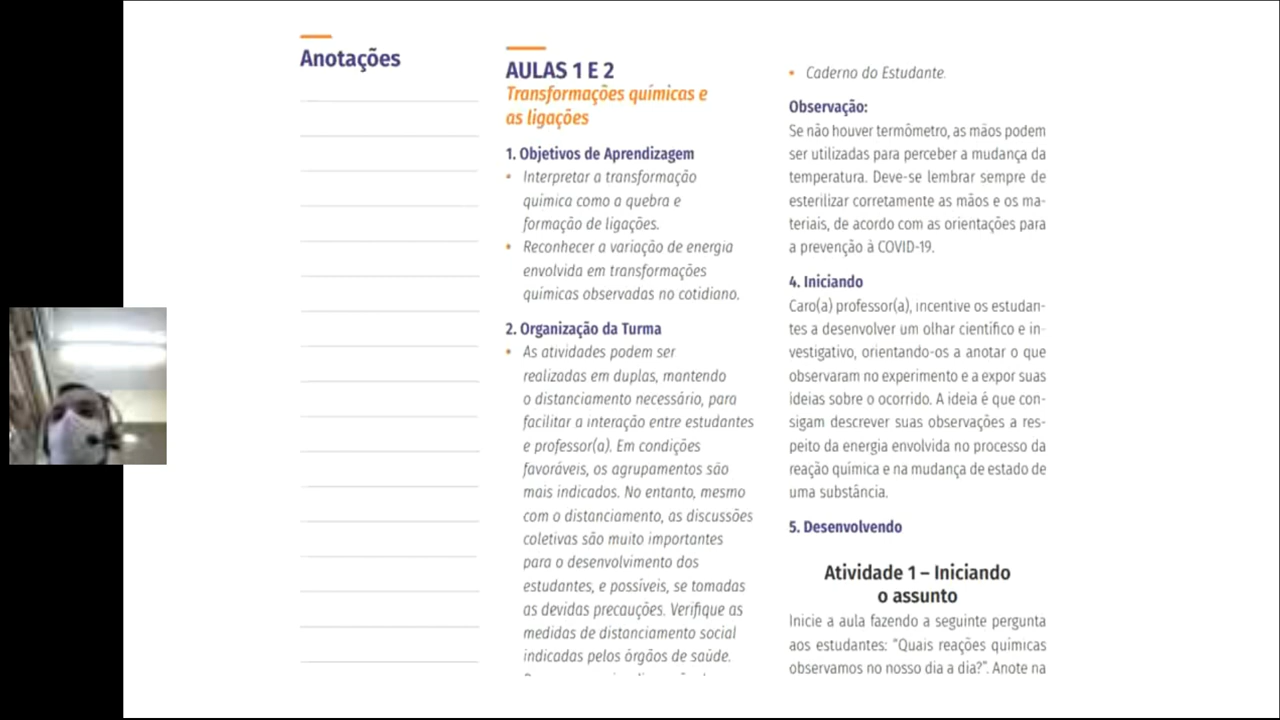 Anotações
AULAS 1 E 2
Transformações químicas e
as ligações
1. Objetivos de Aprendizagem
• Interpretar a transformação
química como a quebra e
formação de ligações.
• Reconhecer a variação de energia
envolvida em transformações
químicas observadas no cotidiano.
2. Organização da Turma
• As atividades podem ser
realizadas em duplas, mantendo
o distanciamento necessário, para
facilitar a interação entre estudantes
e professor(a). Em condições
favoráveis, os agrupamentos são
mais indicados. No entanto, mesmo
com o distanciamento, as discussões
coletivas são muito importantes
para o desenvolvimento dos
estudantes, e possíveis, se tomadas
as devidas precauções. Verifique as
medidas de distanciamento social
indicadas pelos órgãos de saúde.
• Caderno do Estudante.
Observação:
Se não houver termômetro, as mãos podem
ser utilizadas para perceber a mudança da
temperatura. Deve-se lembrar sempre de
esterilizar corretamente as mãos e os ma-
teriais, de acordo com as orientações para
a prevenção à COVID-19.
4. Iniciando
Caro(a) professor(a), incentive os estudan-
tes a desenvolver um olhar científico e in-
vestigativo, orientando-os a anotar o que
observaram no experimento e a expor suas
ideias sobre o ocorrido. A ideia é que con-
sigam descrever suas observações a res-
peito da energia envolvida no processo da
reação química e na mudança de estado de
uma substância.
5. Desenvolvendo
Atividade 1 – Iniciando
o assunto
Inicie a aula fazendo a seguinte pergunta
aos estudantes: “Quais reações químicas
observamos no nosso dia a dia?”. Anote na